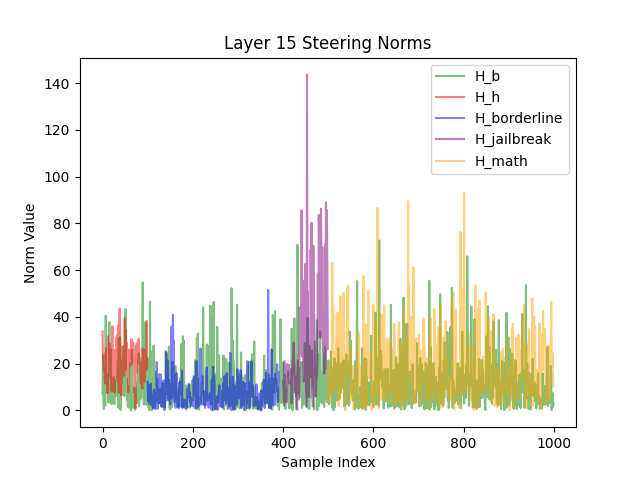 Layer 15 Steering Norms
H_b
H_h
H_borderline
H_jailbreak
H_math
Norm Value
140
120
100
80
60
40
20
0
0 200 400 600 800 1000
Sample Index